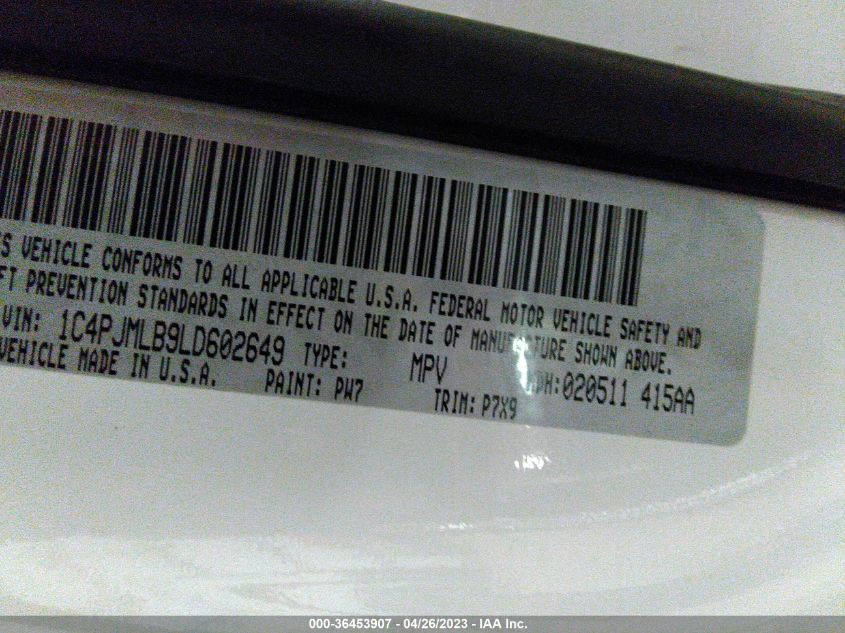 VEHICLE CONFORMS TO ALL APPLICABLE U.S.A. FEDERAL MOTOR VEHICLE SAFETY AND
PREVENTION STANDARDS IN EFFECT ON THE DATE OF MANUFACTURE SHOWN ABOVE.
VIN: 1C4PJMLB9LD602649 TYPE: MPV MDH:020511 415AA
VEHICLE MADE IN U.S.A. PAINT: PW7 TRIM: P7X9
000-36453907 - 04/26/2023 - IAA Inc.